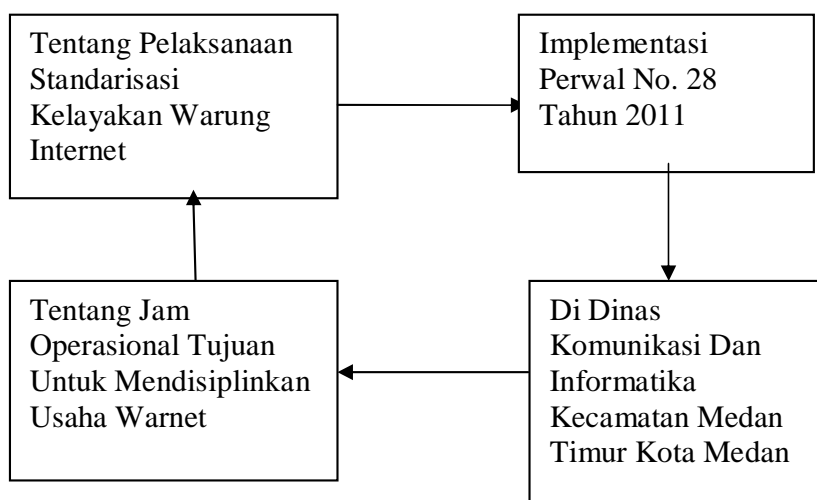 Tentang Pelaksanaan
Standarisasi
Kelayakan Warung
Internet
Implementasi
Perwal No. 28
Tahun 2011
Tentang Jam
Operasional Tujuan
Untuk Mendisiplinkan
Usaha Warnet
Di Dinas
Komunikasi Dan
Informatika
Kecamatan Medan
Timur Kota Medan